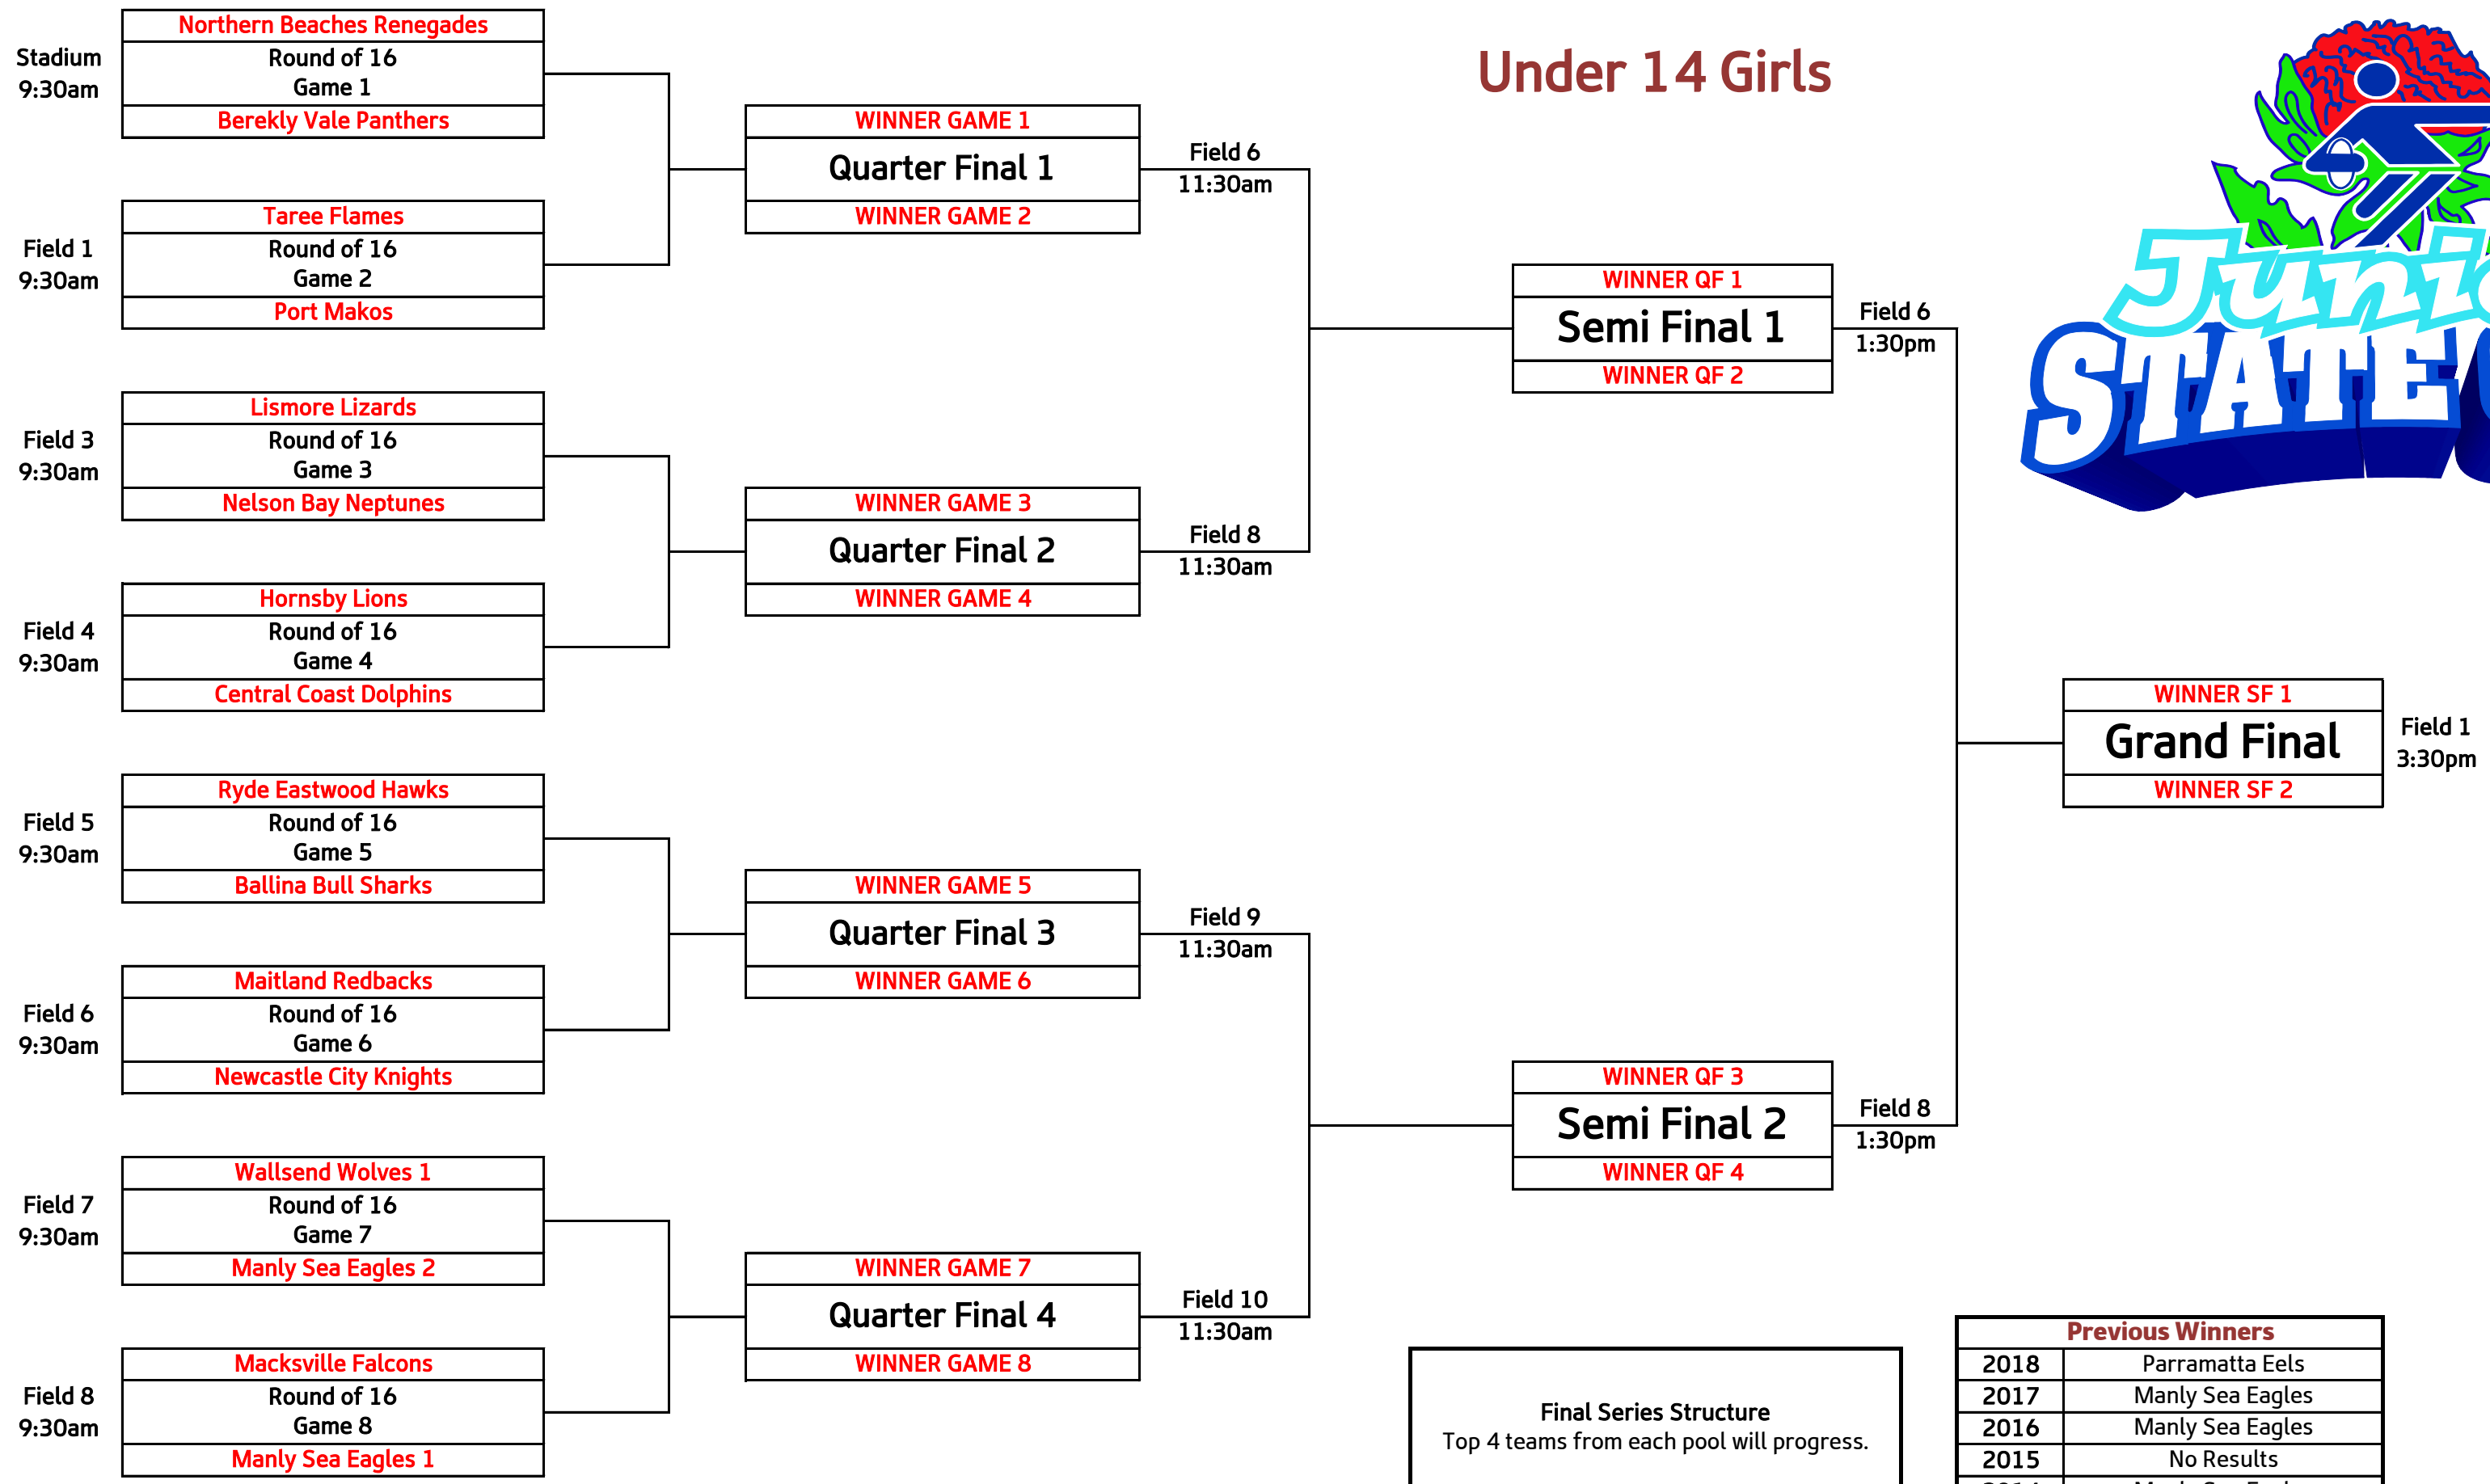 Under 14 Girls
Junio
STATE
Stadium
9:30am
Northern Beaches Renegades
Round of 16
Game 1
Berekly Vale Panthers
Field 1
9:30am
Taree Flames
Round of 16
Game 2
Port Makos
Field 3
9:30am
Lismore Lizards
Round of 16
Game 3
Nelson Bay Neptunes
Field 4
9:30am
Hornsby Lions
Round of 16
Game 4
Central Coast Dolphins
Field 5
9:30am
Ryde Eastwood Hawks
Round of 16
Game 5
Ballina Bull Sharks
Field 6
9:30am
Maitland Redbacks
Round of 16
Game 6
Newcastle City Knights
Field 7
9:30am
Wallsend Wolves 1
Round of 16
Game 7
Manly Sea Eagles 2
Field 8
9:30am
Macksville Falcons
Round of 16
Game 8
Manly Sea Eagles 1
WINNER GAME 1
Quarter Final 1
WINNER GAME 2
Field 6
11:30am
WINNER GAME 3
Quarter Final 2
WINNER GAME 4
Field 8
11:30am
WINNER GAME 5
Quarter Final 3
WINNER GAME 6
Field 9
11:30am
WINNER GAME 7
Quarter Final 4
WINNER GAME 8
Field 10
11:30am
WINNER QF 1
Semi Final 1
WINNER QF 2
Field 6
1:30pm
WINNER QF 3
Semi Final 2
WINNER QF 4
Field 8
1:30pm
WINNER SF 1
Grand Final
WINNER SF 2
Field 1
3:30pm
Final Series Structure
Top 4 teams from each pool will progress.
Previous Winners
2018 Parramatta Eels
2017 Manly Sea Eagles
2016 Manly Sea Eagles
2015 No Results